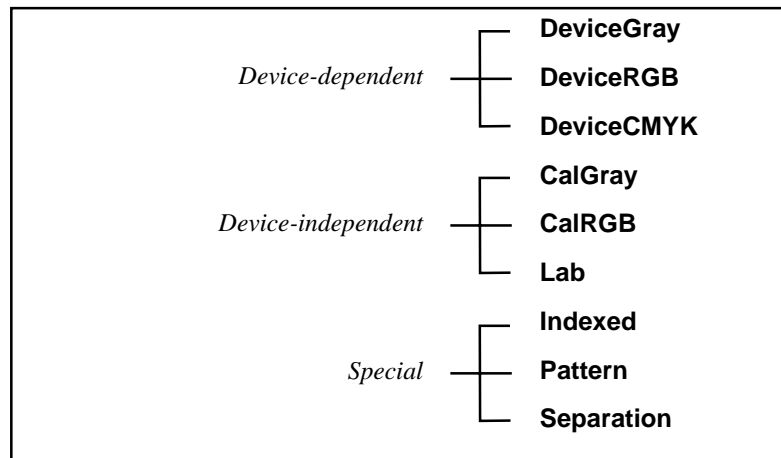 DeviceGray
Device-dependent DeviceRGB
DeviceCMYK
CalGray
Device-independent CalRGB
Lab
Indexed
Special Pattern
Separation